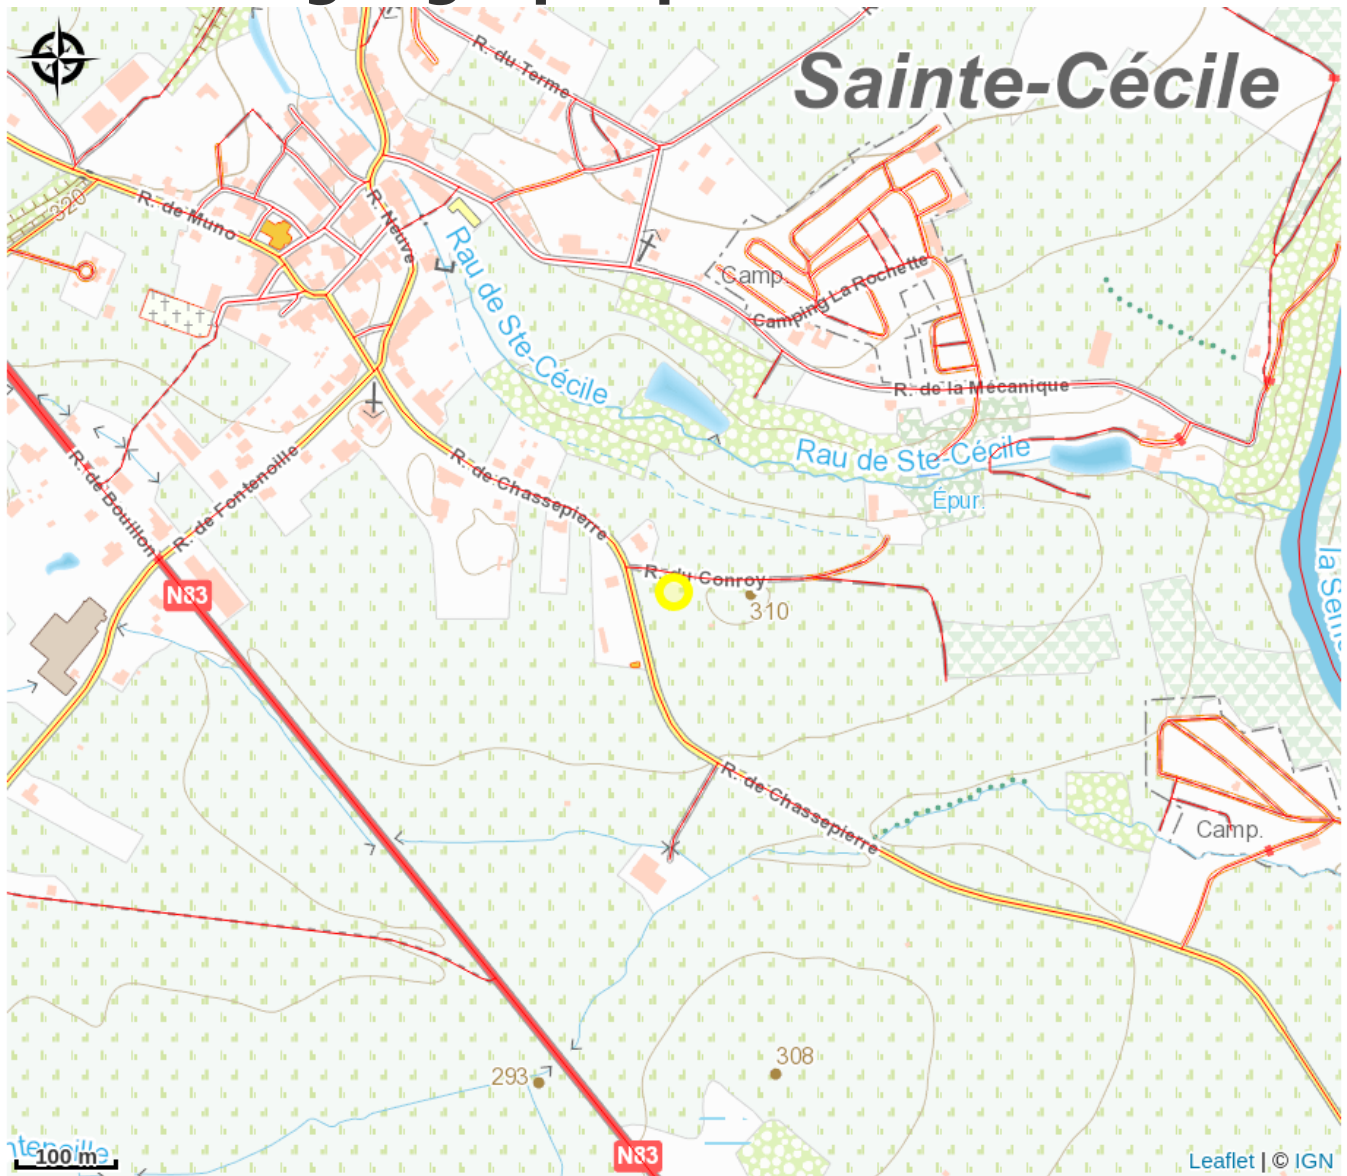 R. du Terme
Sainte-Cécile
320
R. de Muno
R. Neuve
Rau de Ste-Cécile
Camp.
Camping La Rochette
R. de la Mécanique
R. de Bouillon
R. de Fontenoille
R. de Chassepierre
Rau de Ste-Cécile
Épur.
N83
R. du Conroy
310
R. de Chassepierre
Camp.
308
293
N83
100 m
Leaflet | © IGN